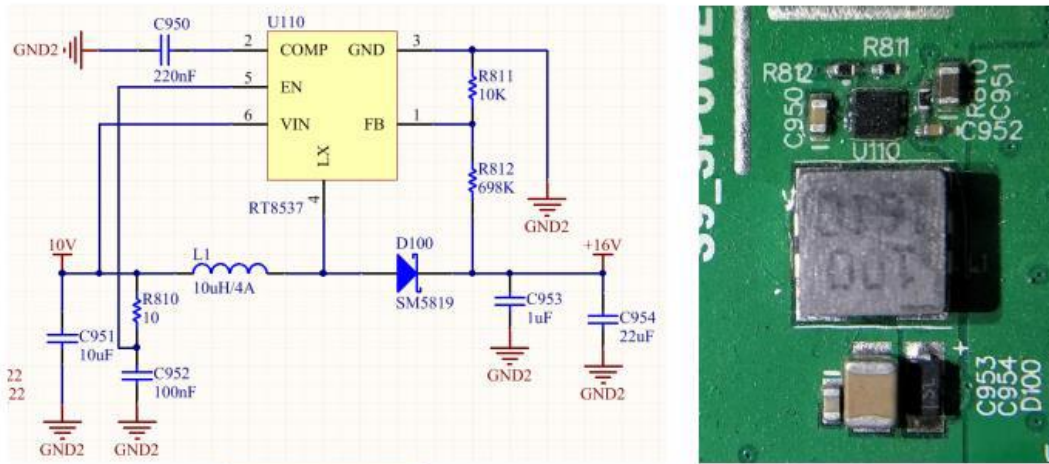 C950
GND2
220nF
U110
2
COMP
GND
3
5
EN
6
VIN
FB
1
LX
4
RT8537
R811
10K
R812
698K
GND2
10V
L1
10uH/4A
D100
SM5819
+16V
R810
10
C951
10uF
C952
100nF
C953
1uF
C954
22uF
22
22
GND2
GND2
GND2
GND2
R811
R812
C950
R810
C951
C952
U110
100
C953
C954
D100
+
SL